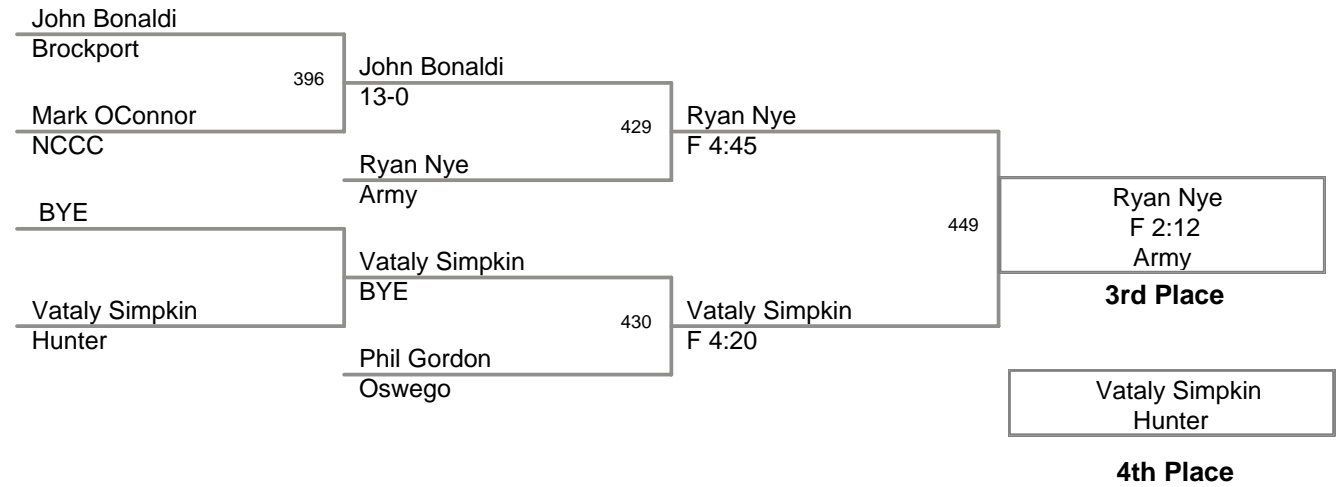 John Bonaldi
Brockport
396
Mark OConnor
NCCC
BYE
Vataly Simpkin
Hunter
John Bonaldi
13-0
429
Ryan Nye
Army
Vataly Simpkin
BYE
430
Phil Gordon
Oswego
Ryan Nye
F 4:45
449
Vataly Simpkin
F 4:20
Ryan Nye
F 2:12
Army
3rd Place
Vataly Simpkin
Hunter
4th Place